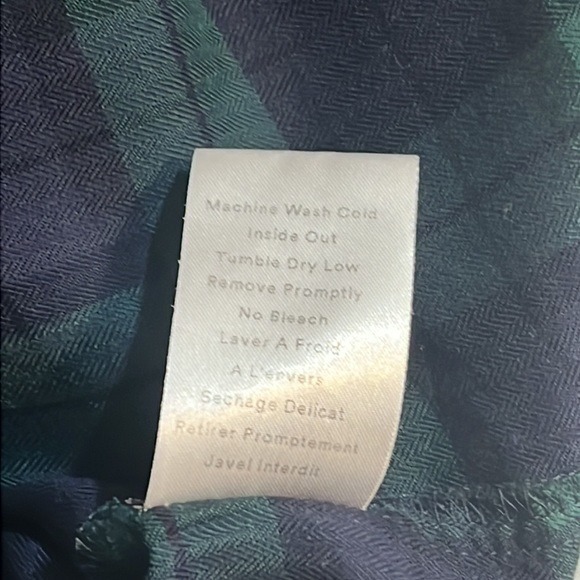 Machine Wash Cold
Inside Out
Tumble Dry Low
Remove Promptly
No Bleach
Laver A Froid
A L'envers
Sechage Delicat
Retirer Promptement
Javel Interdir